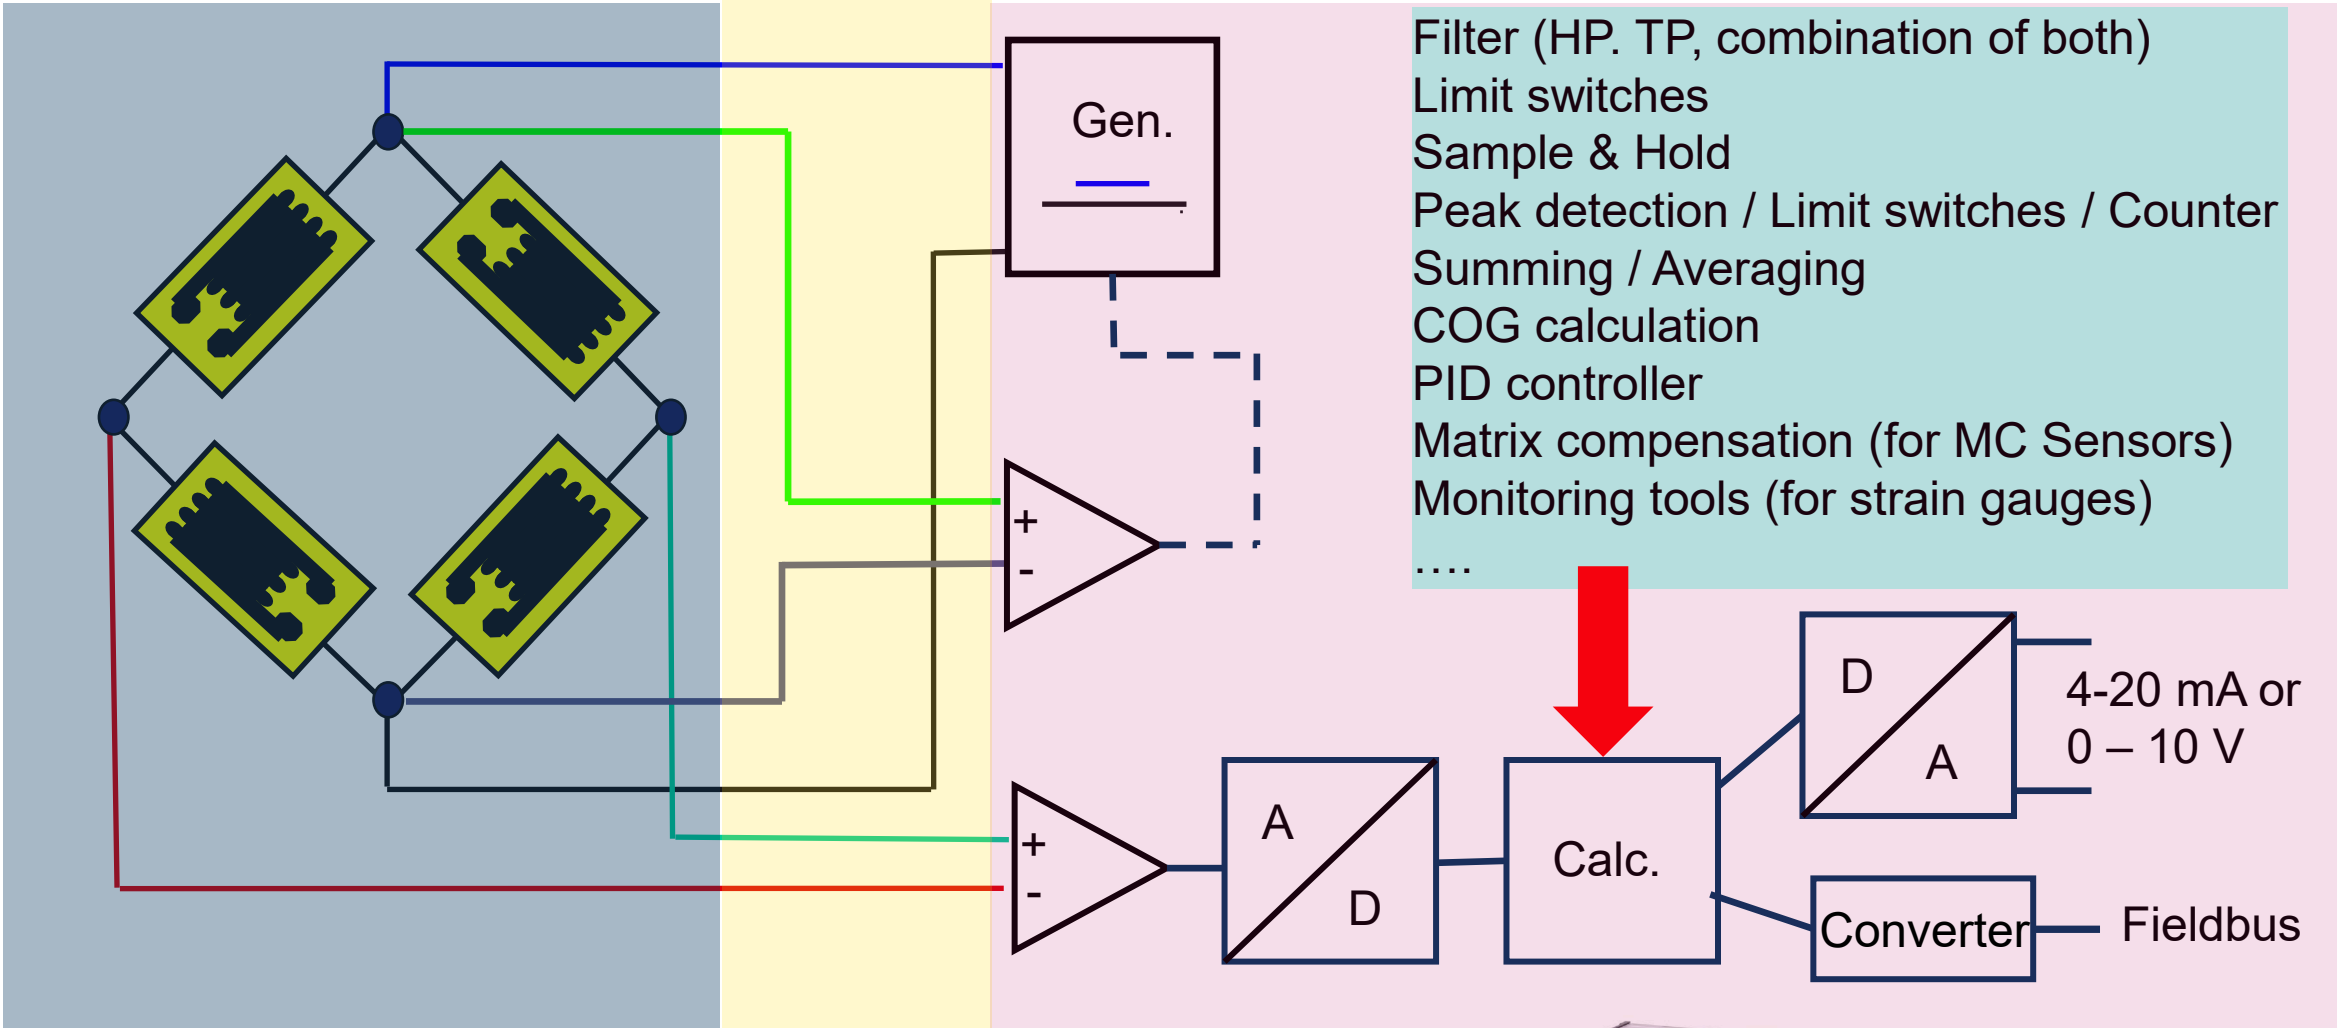 Gen.
Filter (HP. TP, combination of both)
Limit switches
Sample & Hold
Peak detection / Limit switches / Counter
Summing / Averaging
COG calculation
PID controller
Matrix compensation (for MC Sensors)
Monitoring tools (for strain gauges)
….
+
-
D
A
4-20 mA or
0 – 10 V
+
-
A
D
Calc.
Converter
Fieldbus